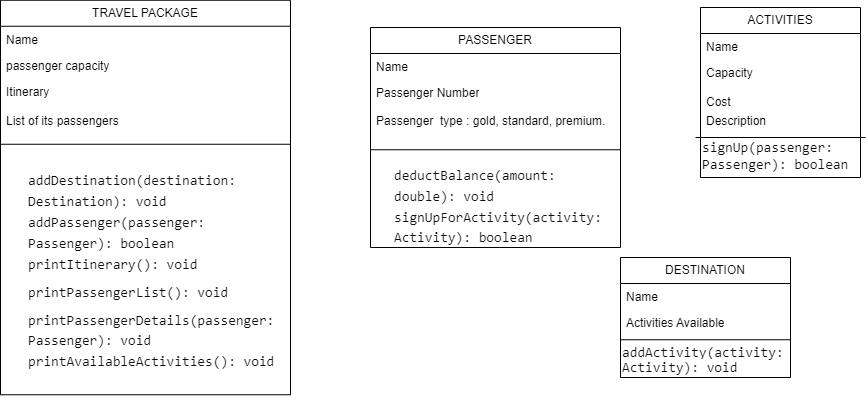 TRAVEL PACKAGE
Name
passenger capacity
Itinerary
List of its passengers
addDestination(destination:
Destination): void
addPassenger(passenger:
Passenger): boolean
printItinerary(): void
printPassengerList(): void
printPassengerDetails(passenger:
Passenger): void
printAvailableActivities(): void
PASSENGER
Name
Passenger Number
Passenger type : gold, standard, premium.
deductBalance(amount:
double): void
signUpForActivity(activity:
Activity): boolean
ACTIVITIES
Name
Capacity
Cost
Description
signUp(passenger:
Passenger): boolean
DESTINATION
Name
Activities Available
addActivity(activity:
Activity): void